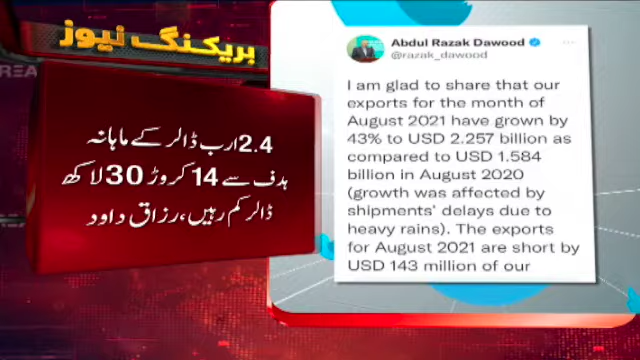 بریکنگ نیوز
2.4 ارب ڈالر کے ماہانہ
ہدف سے 14 کروڑ 30 لاکھ
ڈالر کم رہیں، رزاق داود
Abdul Razak Dawood
@razak_dawood
I am glad to share that our
exports for the month of
August 2021 have grown by
43% to USD 2.257 billion as
compared to USD 1.584
billion in August 2020
(growth was affected by
shipments' delays due to
heavy rains). The exports
for August 2021 are short by
USD 143 million of our